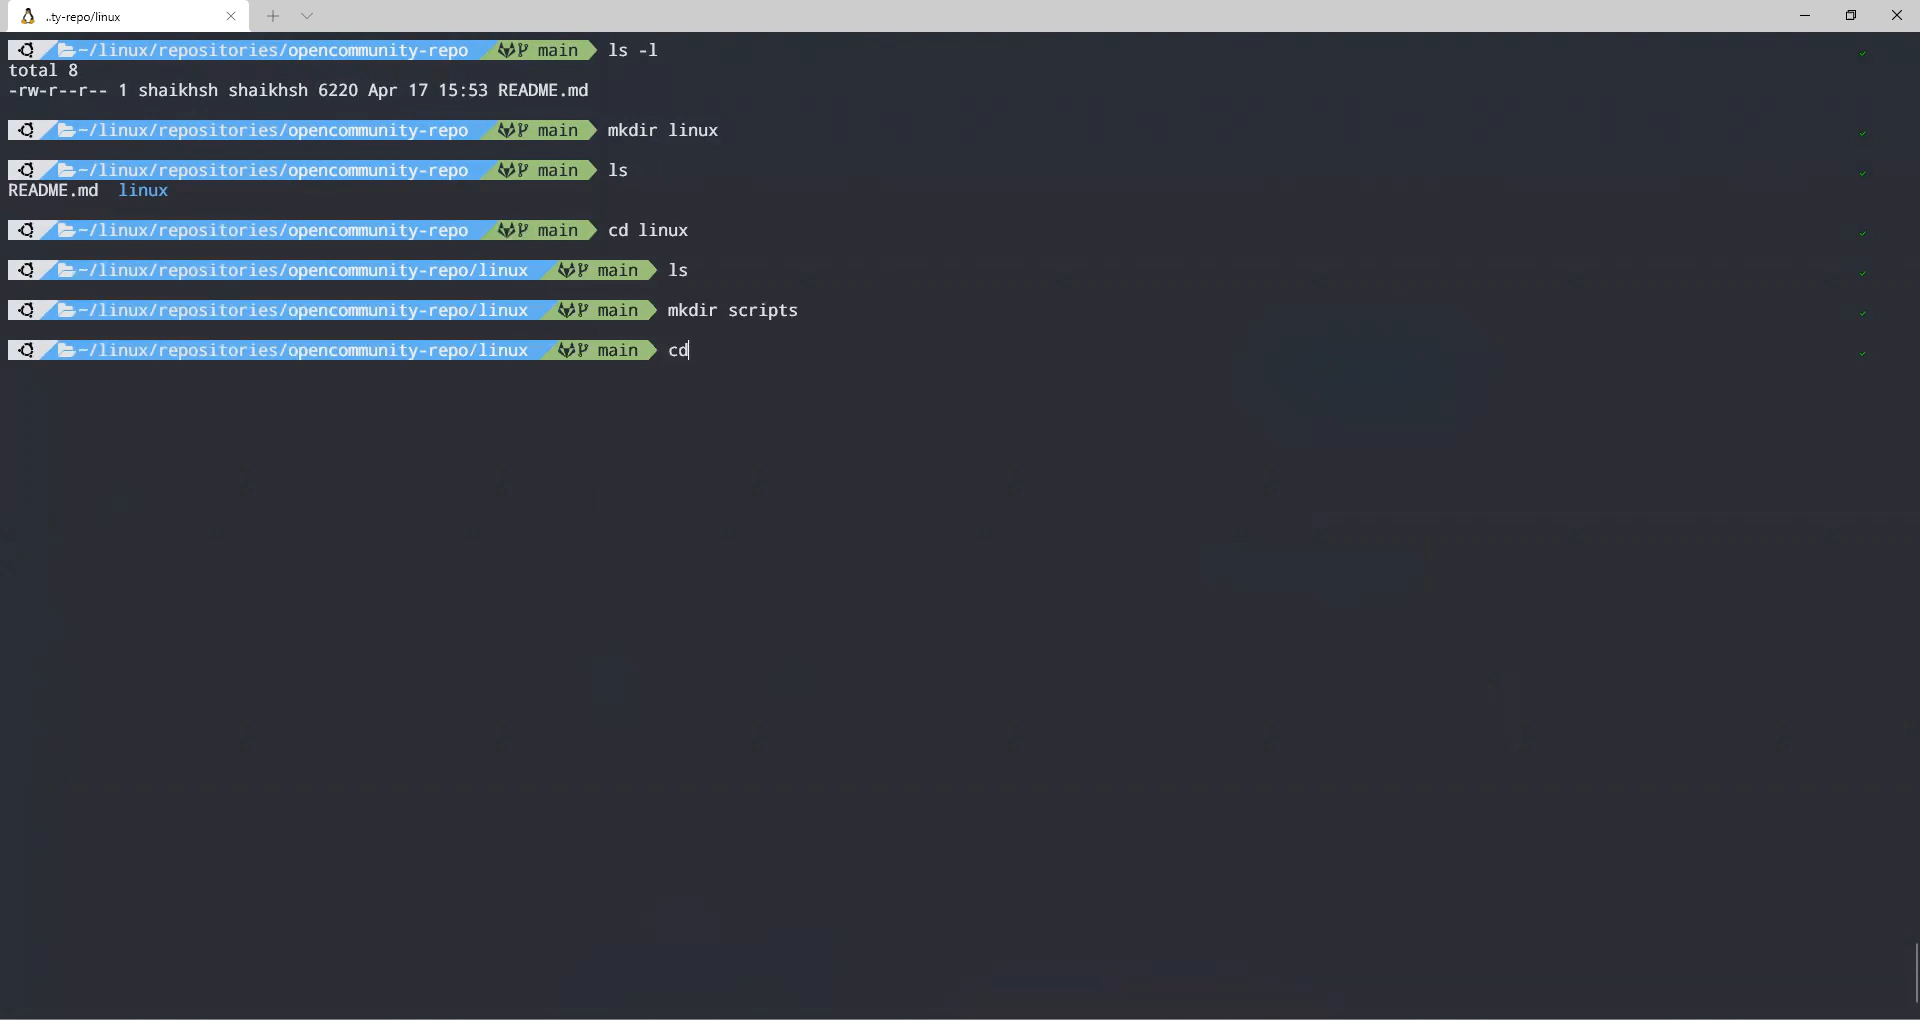 ..ty-repo/linux
~/linux/repositories/opencommunity-repo main ls -l
total 8
-rw-r--r-- 1 shaikhsh shaikhsh 6220 Apr 17 15:53 README.md
~/linux/repositories/opencommunity-repo main mkdir linux
~/linux/repositories/opencommunity-repo main ls
README.md linux
~/linux/repositories/opencommunity-repo main cd linux
~/linux/repositories/opencommunity-repo/linux main ls
~/linux/repositories/opencommunity-repo/linux main mkdir scripts
~/linux/repositories/opencommunity-repo/linux main cd